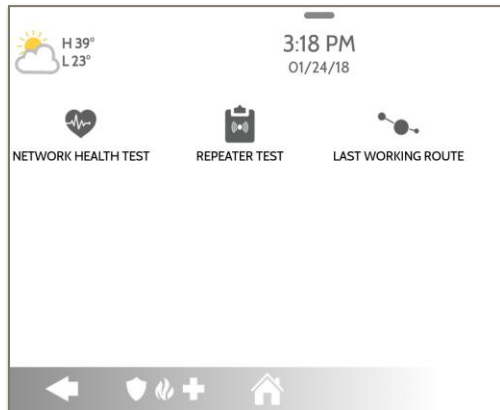 H 39°
L 23°
3:18 PM
01/24/18
NETWORK HEALTH TEST
REPEATER TEST
LAST WORKING ROUTE